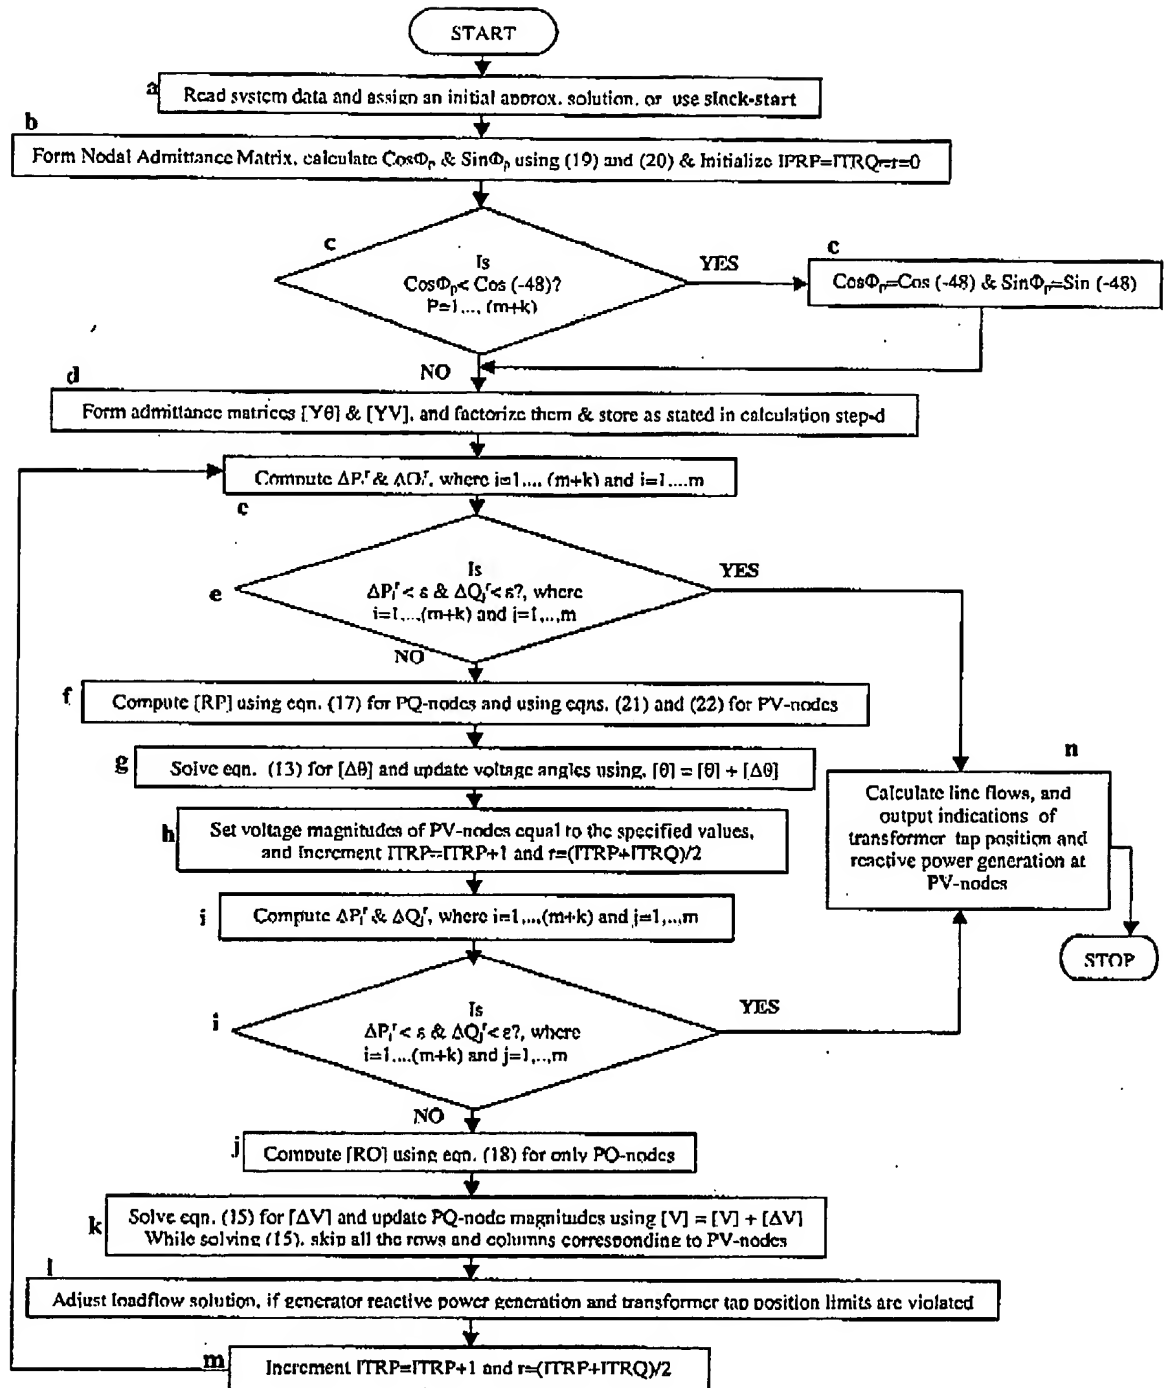 START
a
Read system data and assign an initial approx. solution, or use slack-start
b
Form Nodal Admittance Matrix, calculate CosΦp & SinΦp using (19) and (20) & Initialize IPRP=ITRQ=r=0
c
Is
CosΦp< Cos (-48)?
P=1,.., (m+k)
YES
c
CosΦp=Cos (-48) & SinΦp=Sin (-48)
NO
d
Form admittance matrices [Yθ] & [YV], and factorize them & store as stated in calculation step-d
Compute ΔPiʳ & ΔQjʳ, where i=1,..., (m+k) and i=1,...m
e
Is
ΔPiʳ < ε & ΔQjʳ < ε?, where
i=1,...,(m+k) and j=1,..,m
YES
e
NO
f
Compute [RP] using eqn. (17) for PQ-nodes and using eqns. (21) and (22) for PV-nodes
g
Solve eqn. (13) for [Δθ] and update voltage angles using, [θ] = [θ] + [Δθ]
n
Calculate line flows, and
output indications of
transformer tap position and
reactive power generation at
PV-nodes
h
Set voltage magnitudes of PV-nodes equal to the specified values,
and Increment ITRP=ITRP+1 and r=(ITRP+ITRQ)/2
i
Compute ΔPiʳ & ΔQjʳ, where i=1,..,(m+k) and j=1,..,m
STOP
i
Is
ΔPiʳ < ε & ΔQjʳ < ε?, where
i=1,...(m+k) and j=1,..,m
YES
NO
j
Compute [RQ] using eqn. (18) for only PQ-nodes
k
Solve eqn. (15) for [ΔV] and update PQ-node magnitudes using [V] = [V] + [ΔV]
While solving (15), skip all the rows and columns corresponding to PV-nodes
l
Adjust loadflow solution, if generator reactive power generation and transformer tap position limits are violated
m
Increment ITRP=ITRP+1 and r=(ITRP+ITRQ)/2